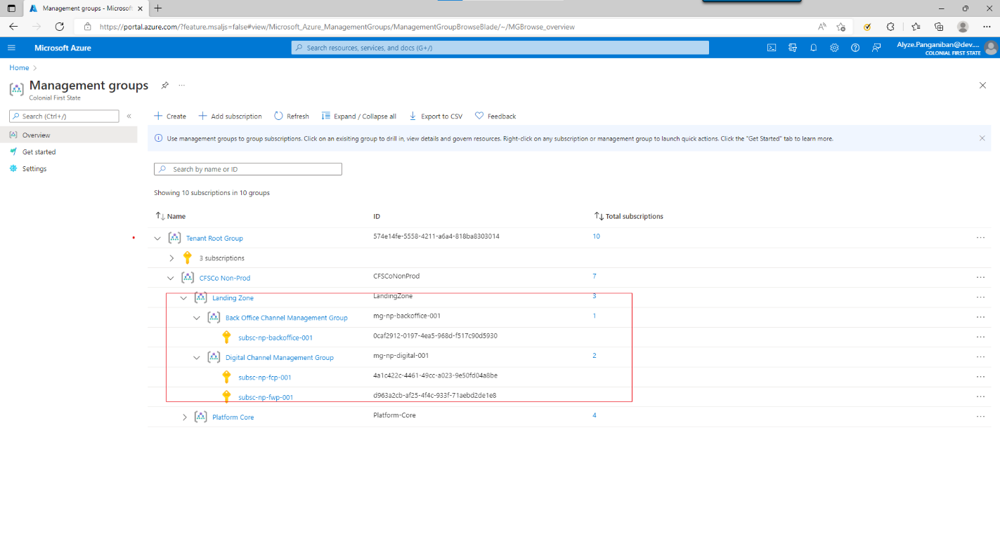 Management groups - Microsoft
https://portal.azure.com/?feature.msaljs=false#view/Microsoft_Azure_ManagementGroups/ManagementGroupBrowseBlade/~/MGBrowse_overview
Microsoft Azure
Search resources, services, and docs (G+/)
Alyze.Panganiban@dev....
COLONIAL FIRST STATE
Home >
Management groups
...
Colonial First State
Search (Ctrl+/)
«
Create
Add subscription
Refresh
Expand / Collapse all
Export to CSV
Feedback
Overview
Get started
Settings
Use management groups to group subscriptions. Click on an exisiting group to drill in, view details and govern resources. Right-click on any subscription or management group to launch quick actions. Click the "Get Started" tab to learn more.
Search by name or ID
Showing 10 subscriptions in 10 groups
Name ID Total subscriptions
Tenant Root Group 574e14fe-5558-4211-a6a4-818ba8303014 10 ...
3 subscriptions
CFSCo Non-Prod CFSCoNonProd 7 ...
Landing Zone LandingZone 3 ...
Back Office Channel Management Group mg-np-backoffice-001 1 ...
subsc-np-backoffice-001 0caf2912-0197-4ea5-968d-f517c90d5930 ...
Digital Channel Management Group mg-np-digital-001 2 ...
subsc-np-fcp-001 4a1c422c-4461-49cc-a023-9e50fd04a8be ...
subsc-np-fwp-001 d963a2cb-af25-4f4c-933f-71aebd2de1e8 ...
Platform Core Platform-Core 4 ...